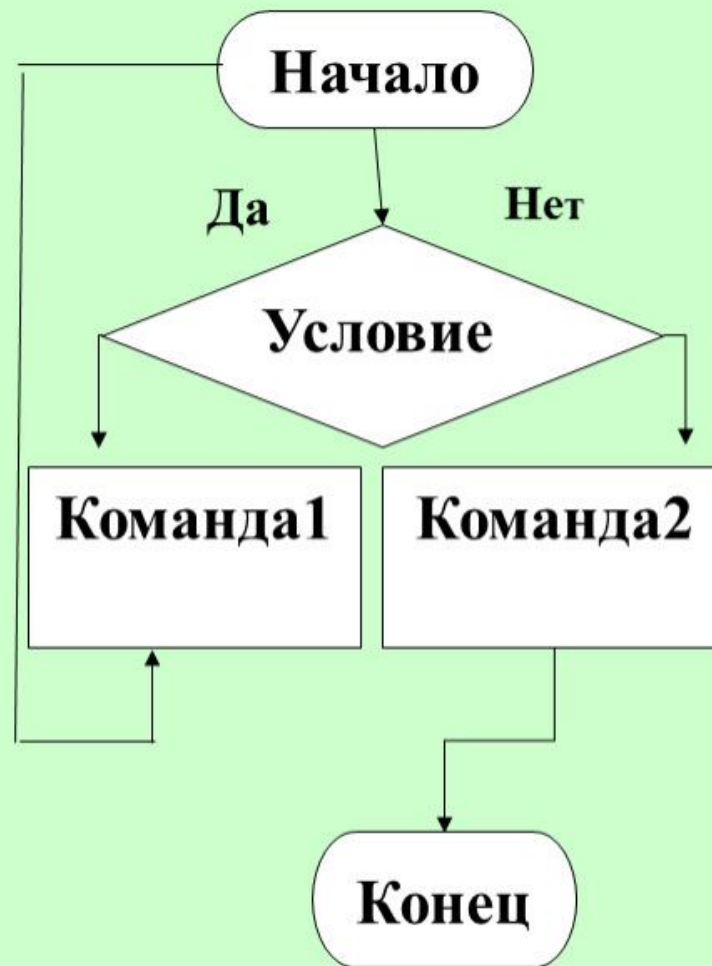 Начало
Да
Нет
Условие
Команда1
Команда2
Конец